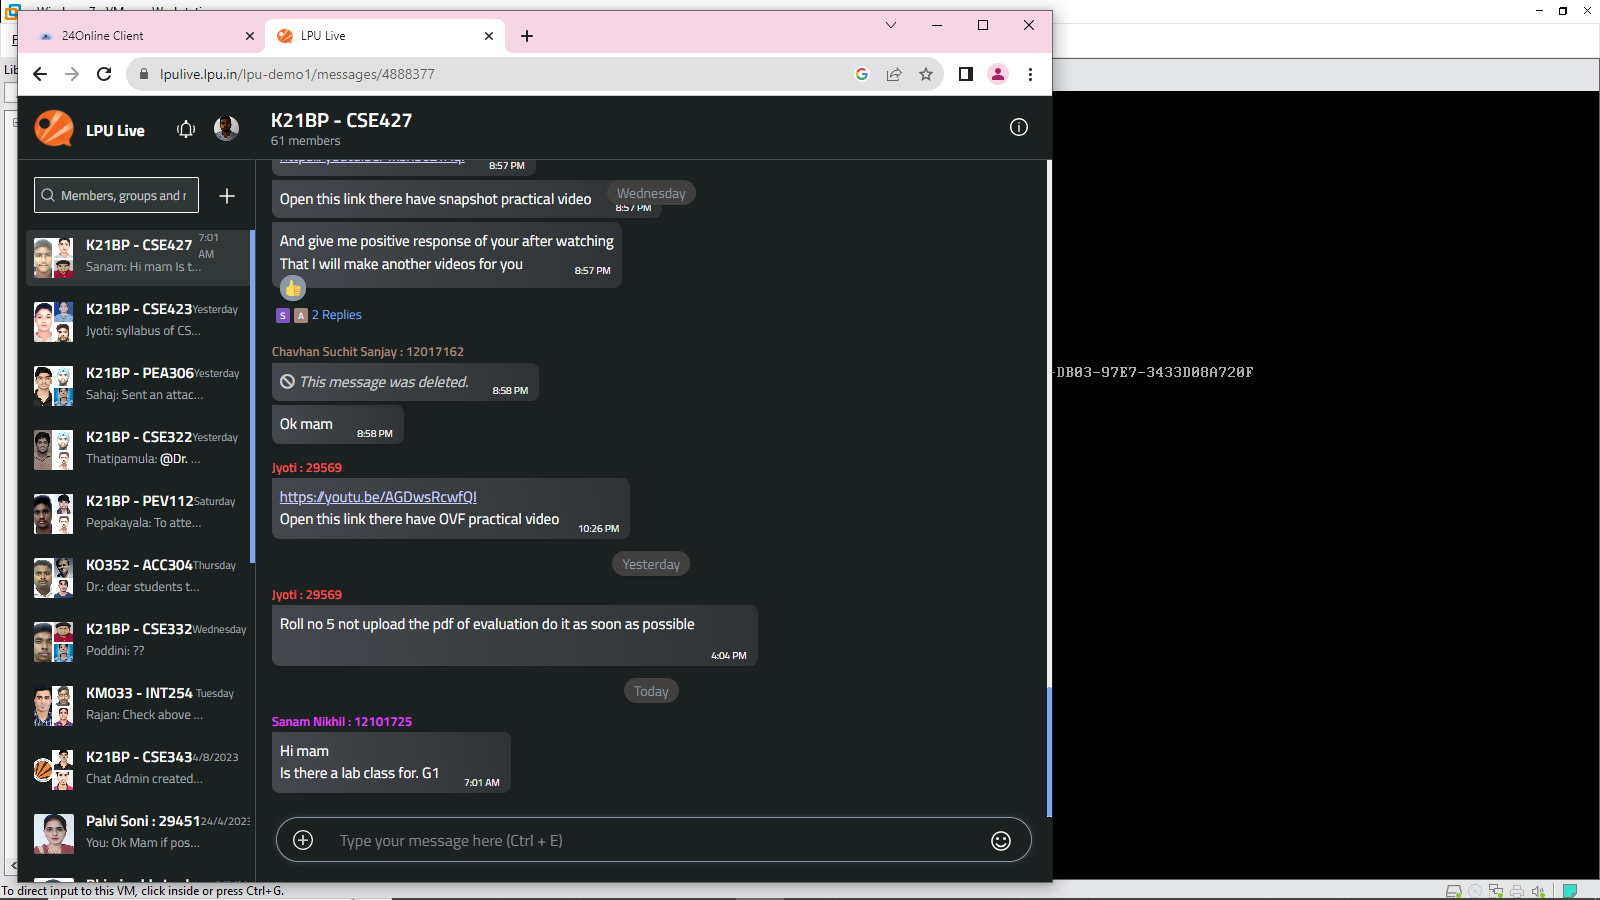 24Online Client
LPU Live
lpulive.lpu.in/lpu-demo1/messages/4888377
LPU Live
K21BP - CSE427
61 members
Members, groups and
K21BP - CSE427 7:01 AM
Sanam: Hi mam Is t...
K21BP - CSE423 Yesterday
Jyoti: syllabus of CS...
K21BP - PEA306 Yesterday
Sahaj: Sent an attac...
K21BP - CSE322 Yesterday
Thatipamula: @Dr. ...
K21BP - PEV112 Saturday
Pepakayala: To atte...
KO352 - ACC304 Thursday
Dr.: dear students t...
K21BP - CSE332 Wednesday
Poddini: ??
KM033 - INT254 Tuesday
Rajan: Check above ...
K21BP - CSE343 4/8/2023
Chat Admin created...
Palvi Soni : 29451 24/4/2023
You: Ok Mam if pos...
8:57 PM
Wednesday
Open this link there have snapshot practical video
8:57 PM
And give me positive response of your after watching
That I will make another videos for you
8:57 PM
S A 2 Replies
Chavhan Suchit Sanjay : 12017162
This message was deleted.
8:58 PM
Ok mam
8:58 PM
Jyoti : 29569
https://youtu.be/AGDwsRcwfQI
Open this link there have OVF practical video
10:26 PM
Yesterday
Jyoti : 29569
Roll no 5 not upload the pdf of evaluation do it as soon as possible
4:04 PM
Today
Sanam Nikhil : 12101725
Hi mam
Is there a lab class for. G1
7:01 AM
Type your message here (Ctrl + E)
-DB03-97E7-3433D08A720F
To direct input to this VM, click inside or press Ctrl+G.